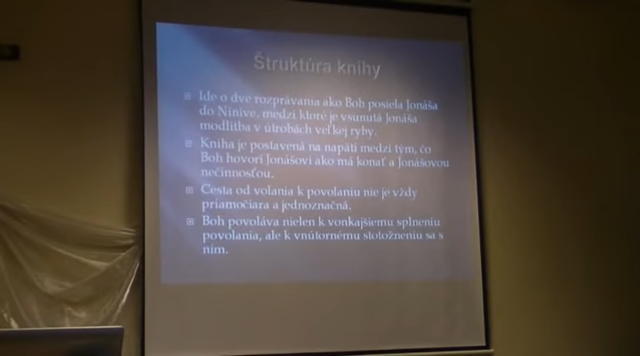 Štruktúra knihy
Ide o dve rozprávania ako Boh posiela Jonáša
do Ninive, medzi ktoré je vsunutá Jonáša
modlitba v útrobách veľkej ryby.
Kniha je postavená na napätí medzi tým, čo
Boh hovorí Jonášovi ako má konať a Jonášovou
nečinnosťou.
Cesta od volania k povolaniu nie je vždy
priamočiara a jednoznačná.
Boh povoláva nielen k vonkajšiemu splneniu
povolania, ale k vnútornému stotožneniu sa s
ním.